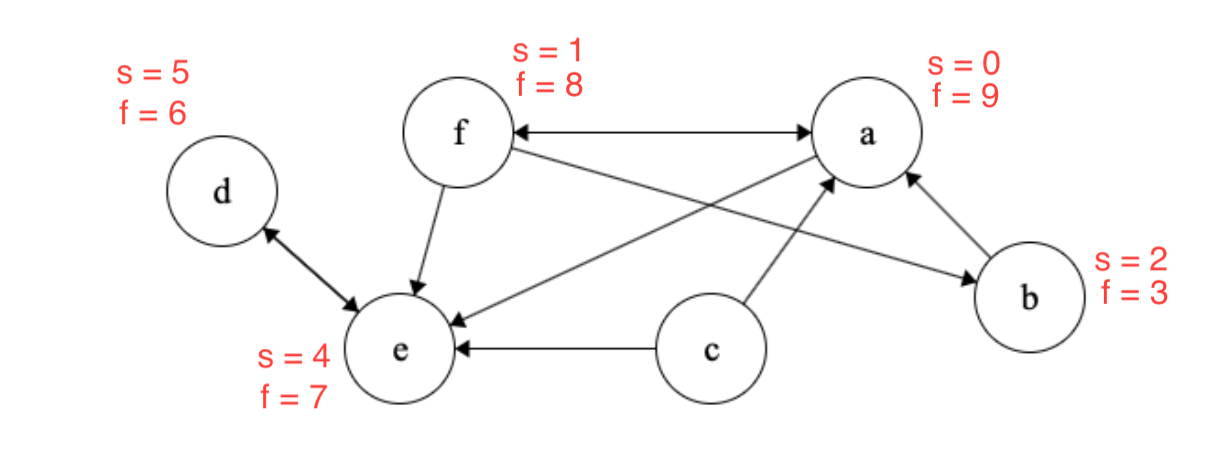 s = 1
f = 8
s = 0
f = 9
s = 5
f = 6
f
a
d
s = 2
f = 3
b
e
c
s = 4
f = 7